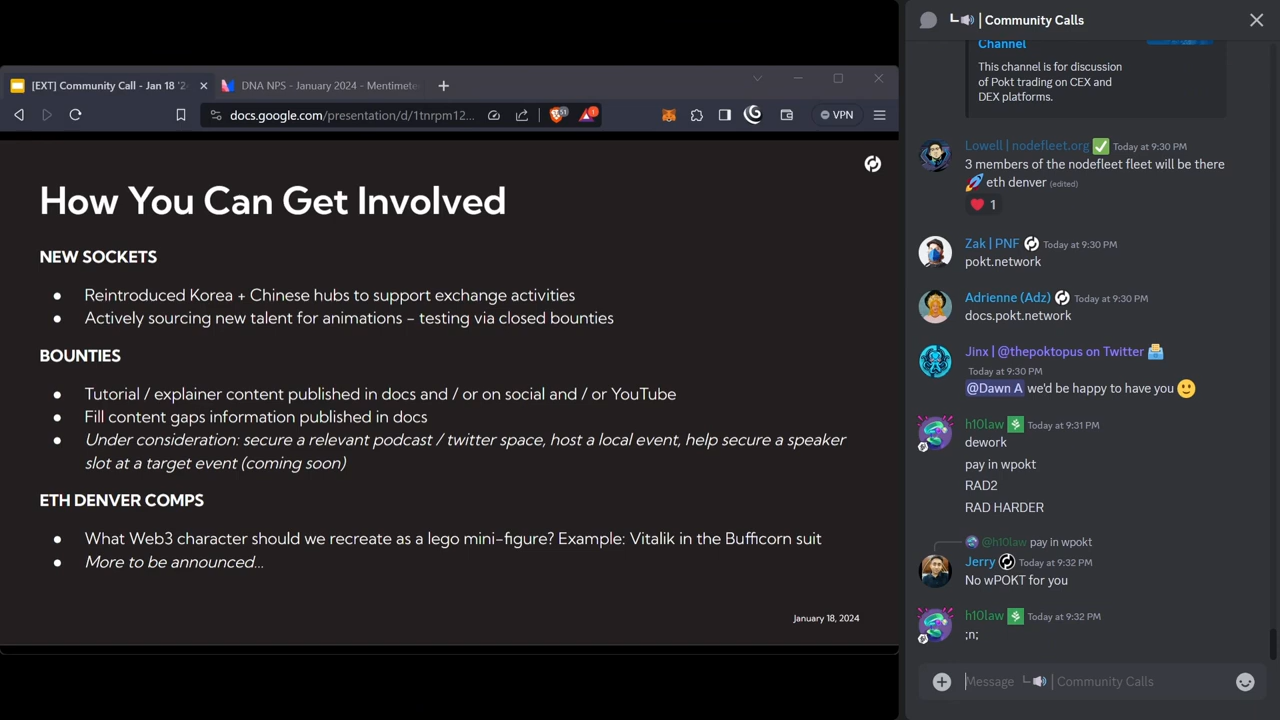 [EXT] Community Call - Jan 18 '2
DNA NPS - January 2024 - Mentimete
docs.google.com/presentation/d/1tnrpm12...
51
1
VPN
How You Can Get Involved
NEW SOCKETS
● Reintroduced Korea + Chinese hubs to support exchange activities
● Actively sourcing new talent for animations – testing via closed bounties
BOUNTIES
● Tutorial / explainer content published in docs and / or on social and / or YouTube
● Fill content gaps information published in docs
● Under consideration: secure a relevant podcast / twitter space, host a local event, help secure a speaker
slot at a target event (coming soon)
ETH DENVER COMPS
● What Web3 character should we recreate as a lego mini-figure? Example: Vitalik in the Bufficorn suit
● More to be announced...
January 18, 2024
┗🔊 | Community Calls
Channel
This channel is for discussion
of Pokt trading on CEX and
DEX platforms.
Lowell | nodefleet.org ✅ Today at 9:30 PM
3 members of the nodefleet fleet will be there
🚀 eth denver (edited)
❤️ 1
Zak | PNF Today at 9:30 PM
pokt.network
Adrienne (Adz) Today at 9:30 PM
docs.pokt.network
Jinx | @thepoktopus on Twitter
Today at 9:30 PM
@Dawn A we'd be happy to have you 🙂
h10law Today at 9:31 PM
dework
pay in wpokt
RAD2
RAD HARDER
@h10law pay in wpokt
Jerry Today at 9:32 PM
No wPOKT for you
h10law Today at 9:32 PM
;n;
Message ┗🔊 | Community Calls